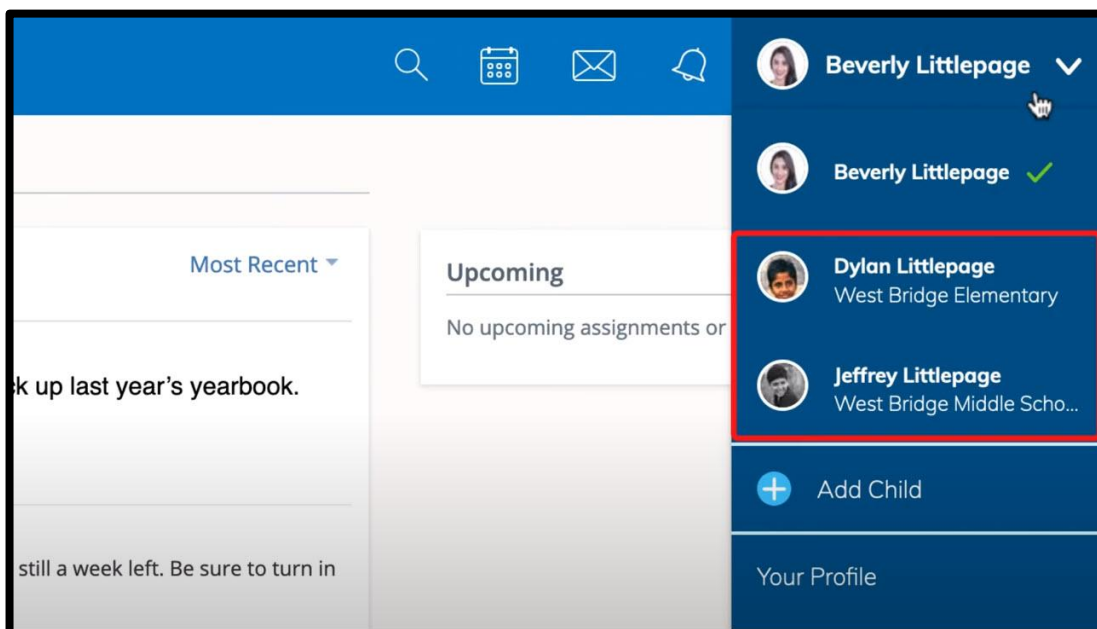 Beverly Littlepage
Beverly Littlepage
Most Recent
Upcoming
No upcoming assignments or
k up last year's yearbook.
still a week left. Be sure to turn in
Dylan Littlepage
West Bridge Elementary
Jeffrey Littlepage
West Bridge Middle Scho...
Add Child
Your Profile